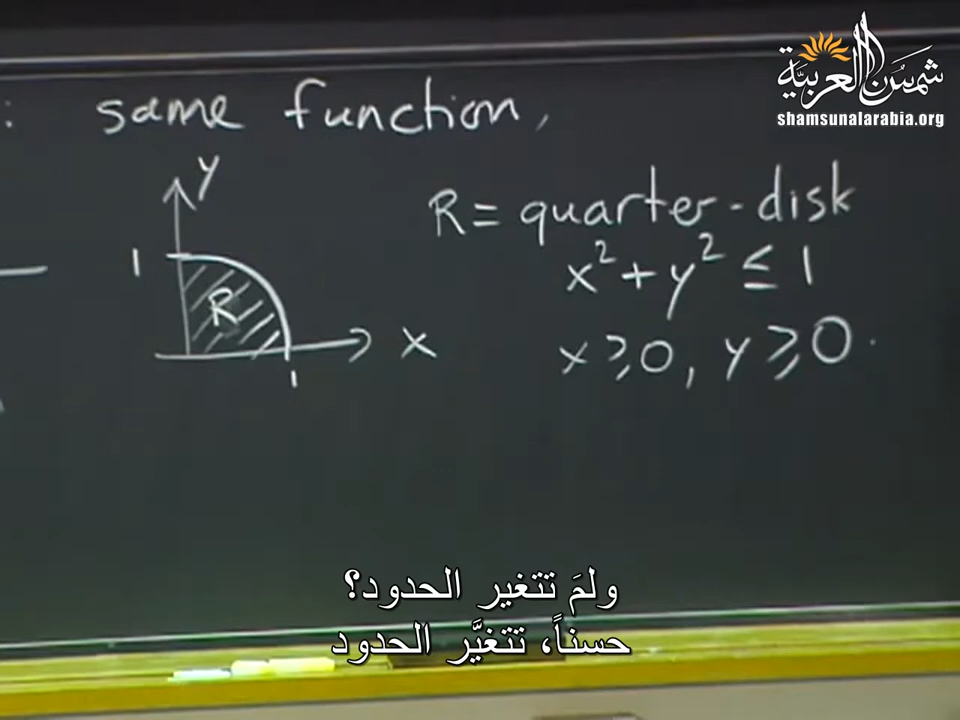 شمس العربية
shamsunalarabia.org
: same function,
y
R = quarter-disk
1
x² + y² ≤ 1
R
x
x ≥ 0, y ≥ 0.
1
ولمَ تتغير الحدود؟
حسناً، تتغيَّر الحدود